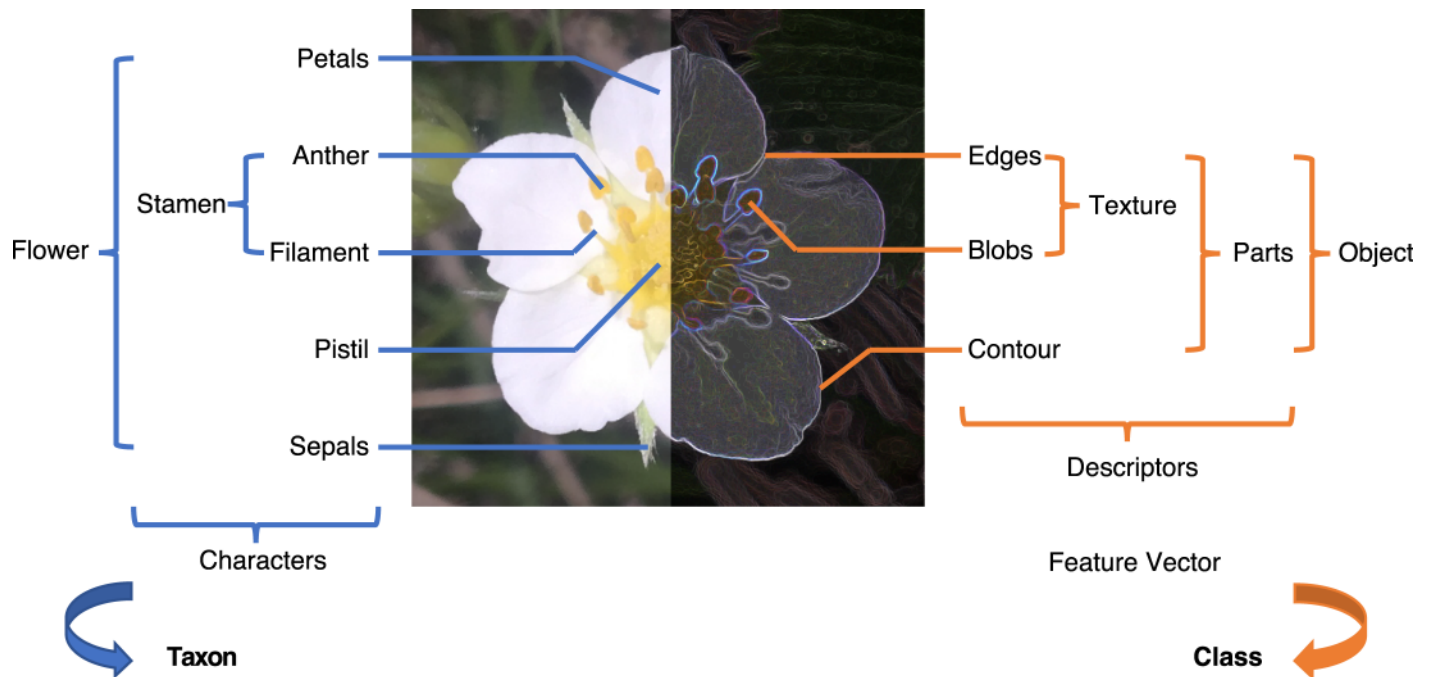 Petals
Anther
Stamen
Filament
Flower
Pistil
Sepals
Characters
Taxon
Edges
Texture
Blobs
Parts
Object
Contour
Descriptors
Feature Vector
Class